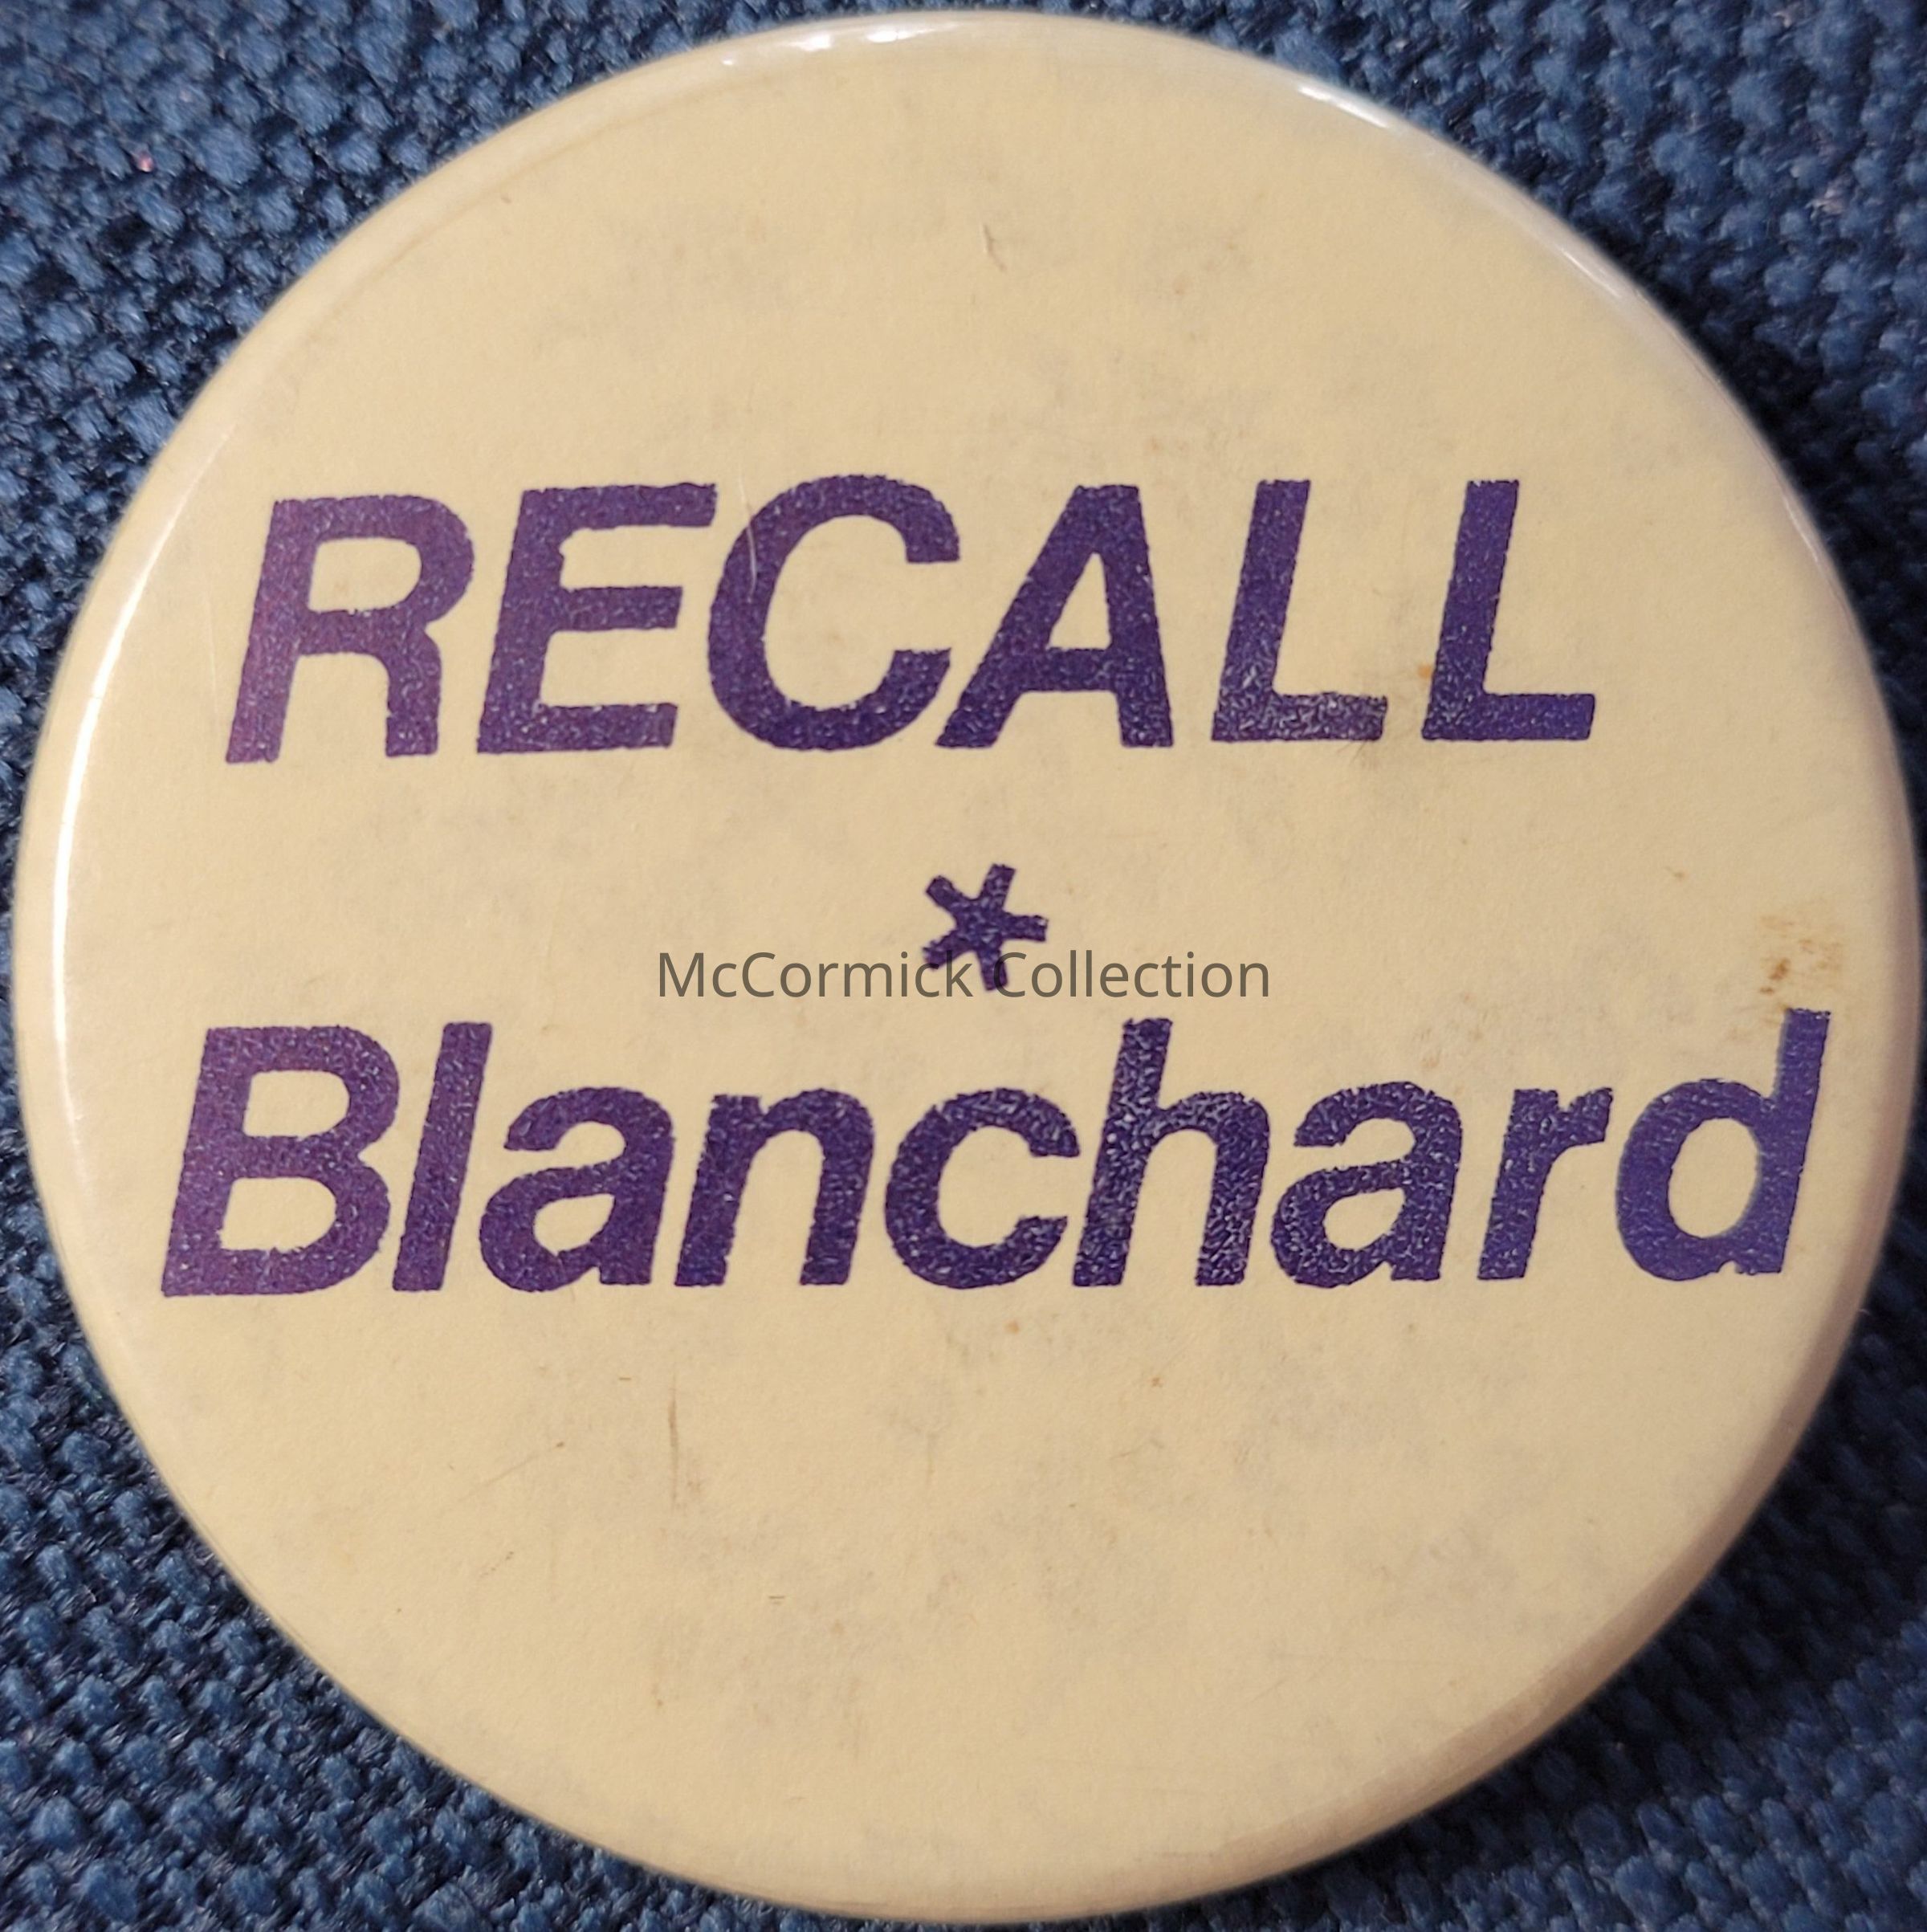 RECALL
*
McCormick Collection
Blanchard